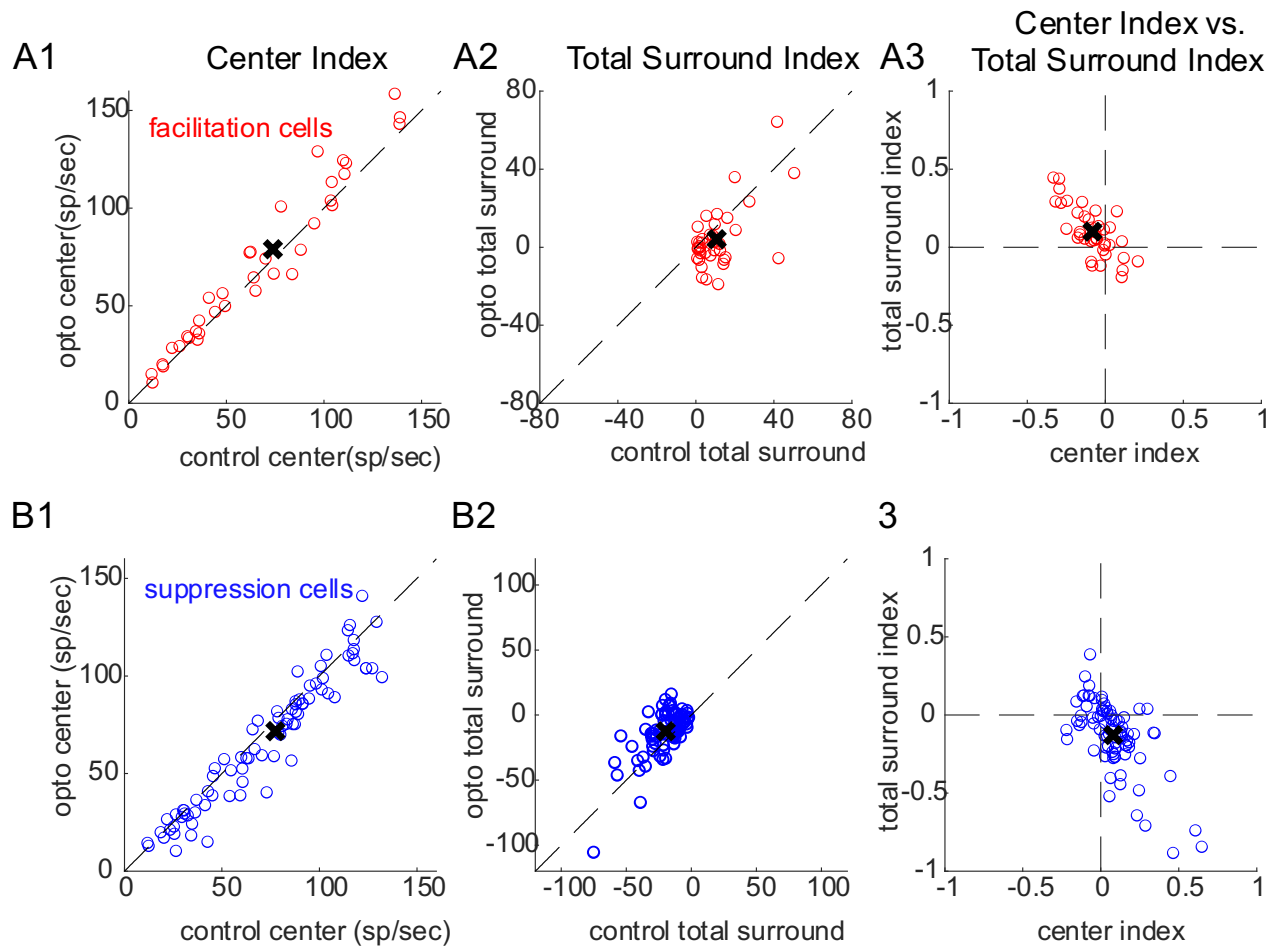 A1
Center Index
A2
Total Surround Index
A3
Center Index vs.
Total Surround Index
facilitation cells
opto center(sp/sec)
150
100
50
0
0
50
100
150
control center(sp/sec)
opto total surround
80
40
0
-40
-80
-80
-40
0
40
80
control total surround
total surround index
1
0.5
0
-0.5
-1
-1
-0.5
0
0.5
1
center index
B1
B2
3
suppression cells
opto center (sp/sec)
150
100
50
0
0
50
100
150
control center (sp/sec)
opto total surround
100
50
0
-50
-100
-100
-50
0
50
100
control total surround
total surround index
1
0.5
0
-0.5
-1
-1
-0.5
0
0.5
1
center index